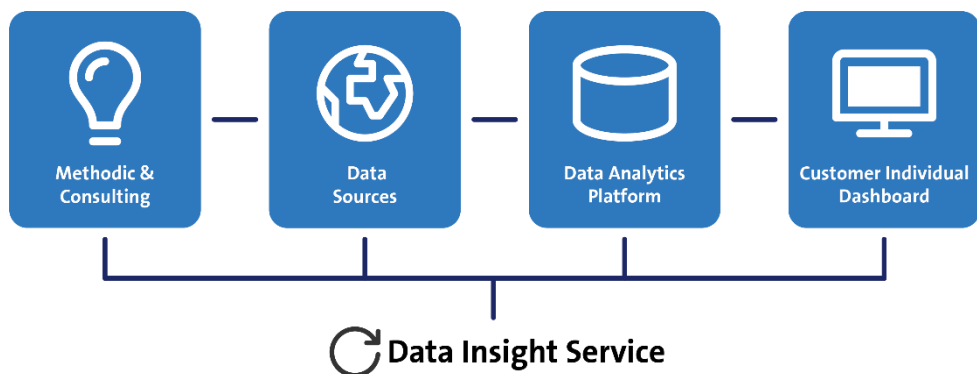 Methodic &
Consulting
Data
Sources
Data Analytics
Platform
Customer Individual
Dashboard
Data Insight Service